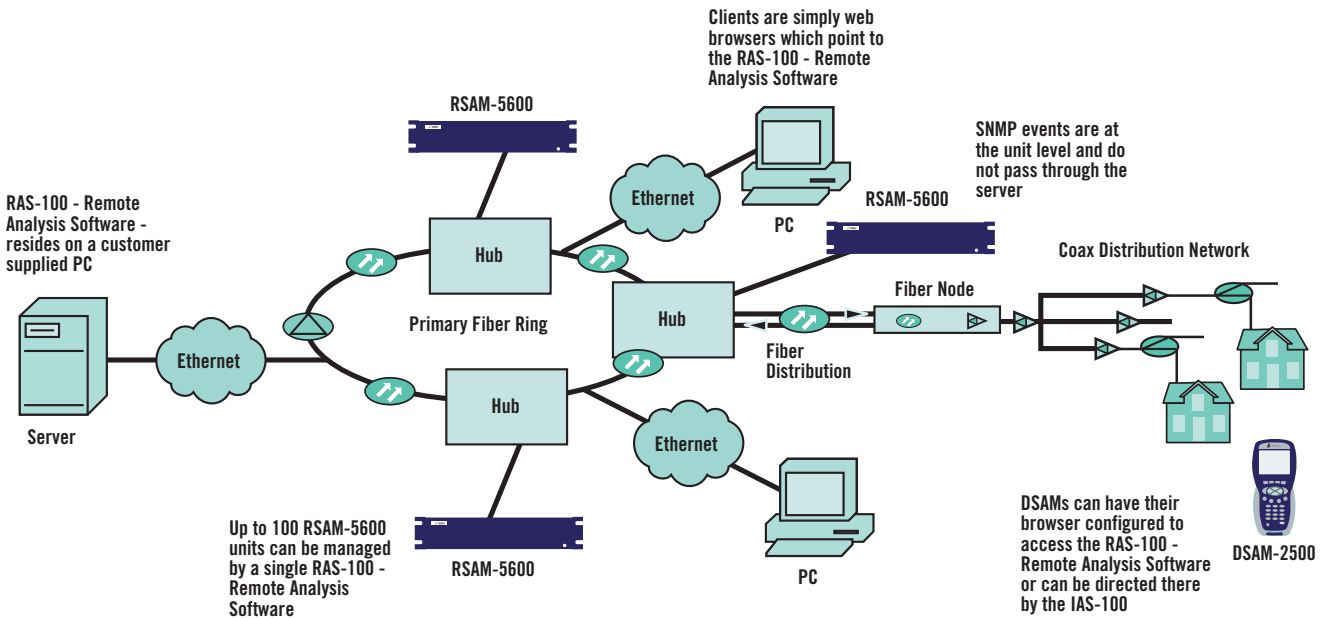 Clients are simply web
browsers which point to
the RAS-100 - Remote
Analysis Software
RSAM-5600
SNMP events are at
the unit level and do
not pass through the
server
RAS-100 - Remote
Analysis Software -
resides on a customer
supplied PC
Ethernet
PC
RSAM-5600
Hub
Coax Distribution Network
Primary Fiber Ring
Hub
Fiber Node
Ethernet
Fiber
Distribution
Server
Hub
Ethernet
Up to 100 RSAM-5600
units can be managed
by a single RAS-100 -
Remote Analysis
Software
RSAM-5600
PC
DSAMs can have their
browser configured to
access the RAS-100 -
Remote Analysis Software
or can be directed there
by the IAS-100
DSAM-2500